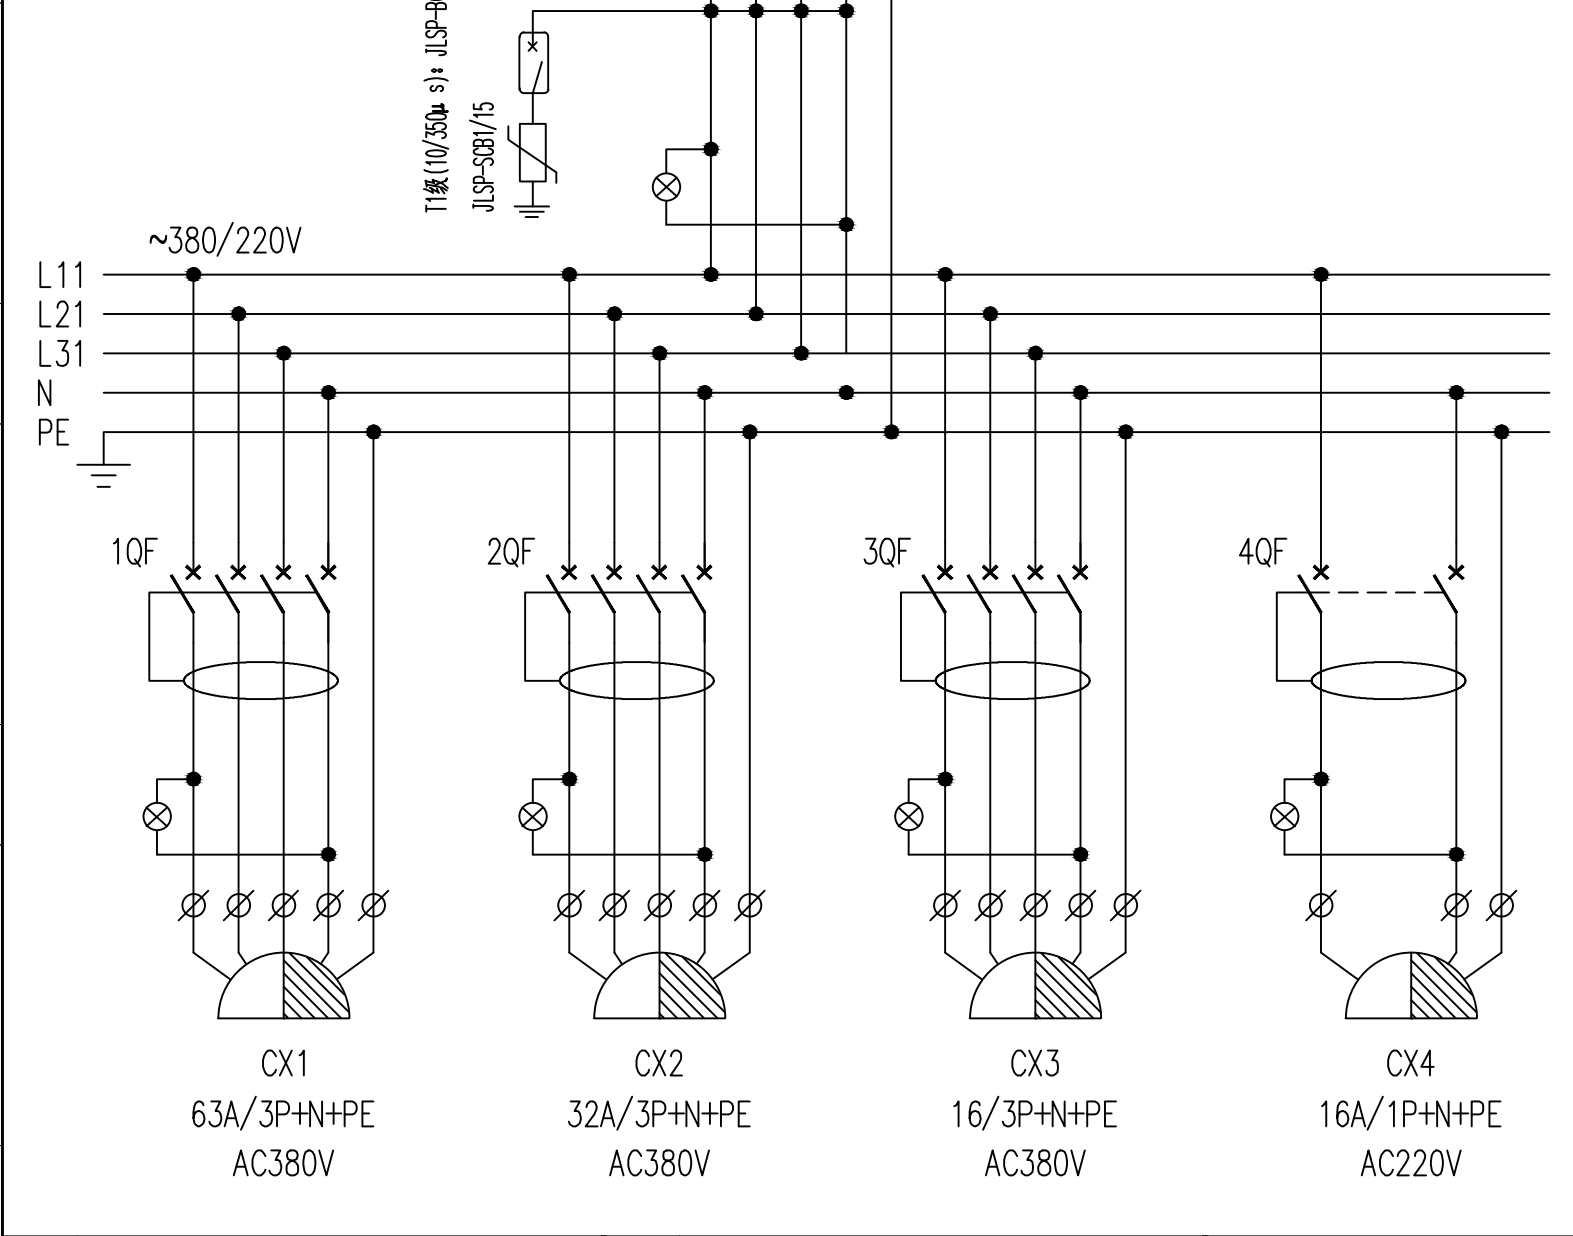 T1级(10/350μ s): JLSP-B
JLSP-SCB1/15
~380/220V
L11
L21
L31
N
PE
1QF
2QF
3QF
4QF
CX1
63A/3P+N+PE
AC380V
CX2
32A/3P+N+PE
AC380V
CX3
16/3P+N+PE
AC380V
CX4
16A/1P+N+PE
AC220V